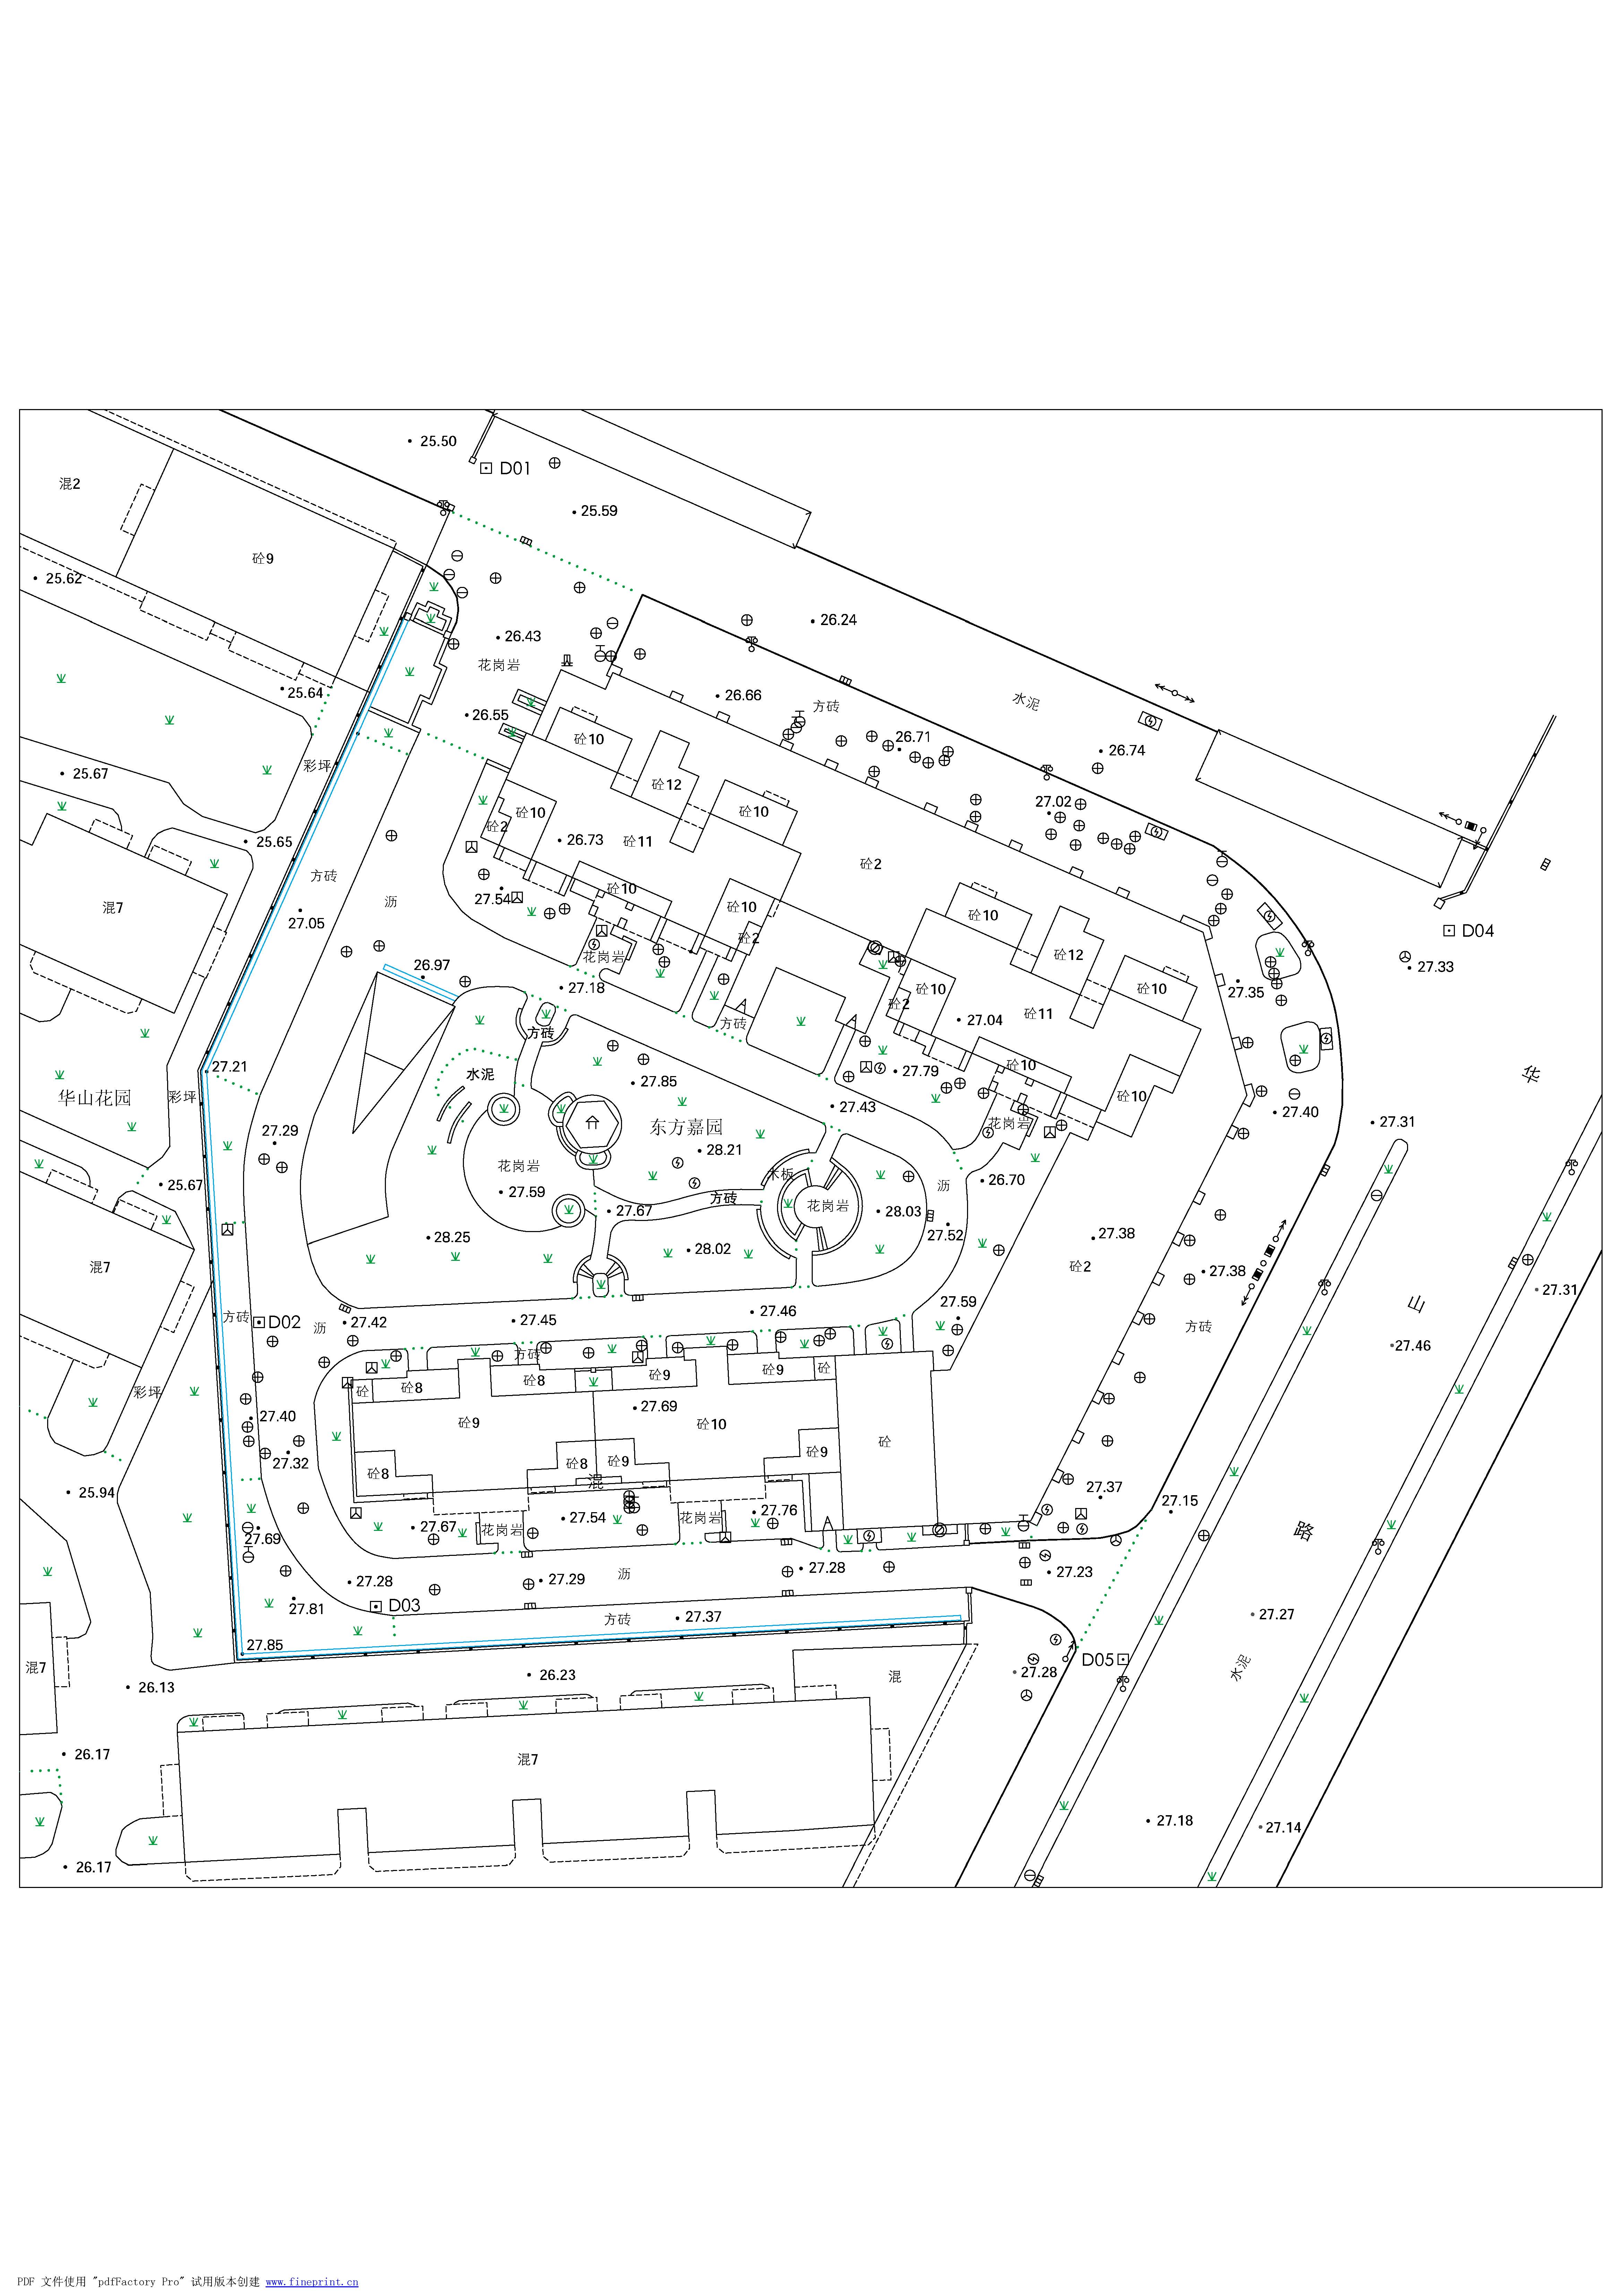 25.50
D01
混2
25.59
砼9
25.62
26.24
26.43
花岗岩
25.64
26.66
水泥
方砖
26.55
26.71
砼10
26.74
彩坪
25.67
砼12
27.02
砼10
砼10
砼2
26.73
砼11
25.65
砼2
方砖
砼10
27.54
沥
混7
砼10
27.05
砼10
D04
砼2
砼12
花岗岩
26.97
27.33
27.18
砼10
砼10
27.35
砼2
27.04
砼11
方砖
方砖
27.21
砼10
水泥
27.85
27.79
华
华山花园
彩坪
砼10
27.43
27.40
东方嘉园
花岗岩
27.31
27.29
28.21
花岗岩
木板
25.67
沥
26.70
27.59
方砖
花岗岩
27.67
28.03
27.52
28.25
28.02
27.38
混7
砼2
27.38
27.31
27.59
山
方砖
D02
沥
27.42
27.45
27.46
方砖
27.46
方砖
砼9
砼
砼
砼8
砼8
砼9
彩坪
27.69
27.40
砼9
砼10
砼
27.32
砼8
砼8
砼9
砼9
混
25.94
27.37
27.15
27.67
花岗岩
27.54
花岗岩
27.76
27.69
路
27.28
27.29
沥
27.28
27.23
27.81
D03
方砖
27.37
27.27
27.85
D05
混7
26.23
混
27.28
水泥
26.13
26.17
混7
27.18
27.14
26.17
PDF 文件使用 "pdfFactory Pro" 试用版本创建 www.fineprint.cn